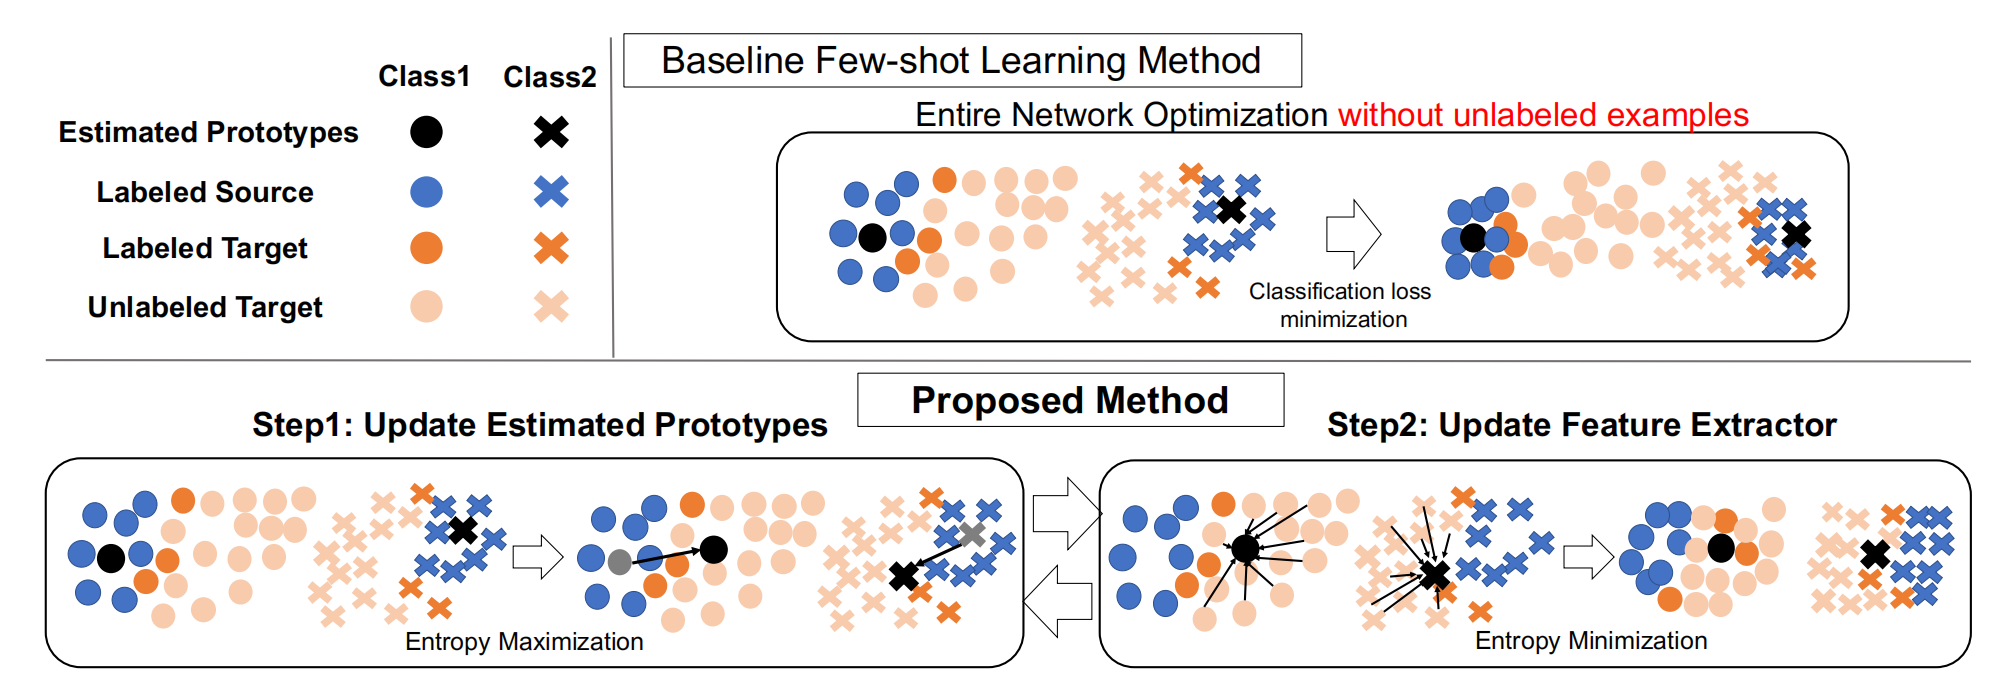 Class1 Class2
Estimated Prototypes
Labeled Source
Labeled Target
Unlabeled Target
Baseline Few-shot Learning Method
Entire Network Optimization without unlabeled examples
Classification loss
minimization
Proposed Method
Step1: Update Estimated Prototypes
Entropy Maximization
Step2: Update Feature Extractor
Entropy Minimization